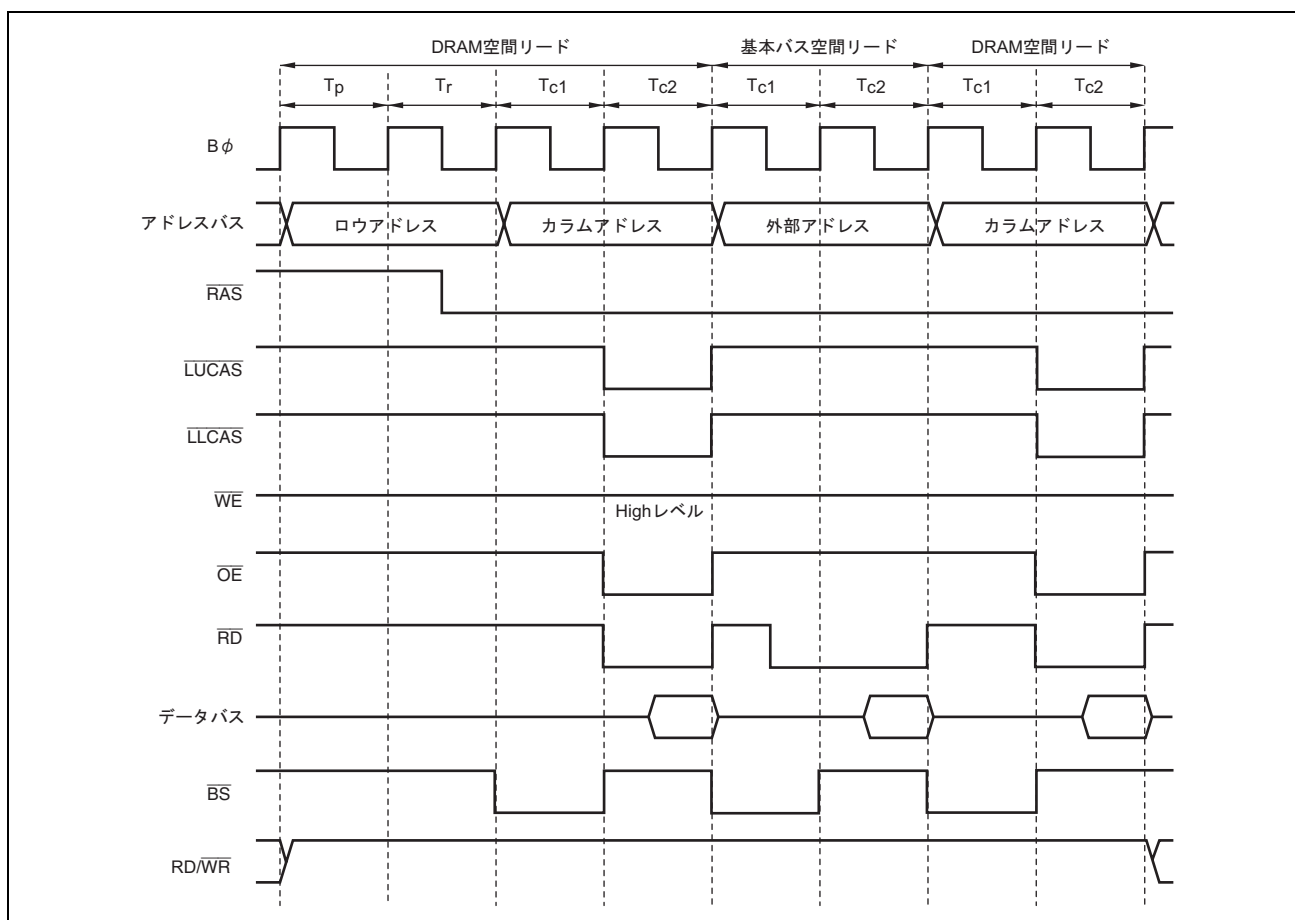 DRAM空間リード 基本バス空間リード DRAM空間リード
Tp Tr Tc1 Tc2 Tc1 Tc2 Tc1 Tc2
Bφ
アドレスバス ロウアドレス カラムアドレス 外部アドレス カラムアドレス
RAS
LUCAS
LLCAS
WE
Highレベル
OE
RD
データバス
BS
RD/WR